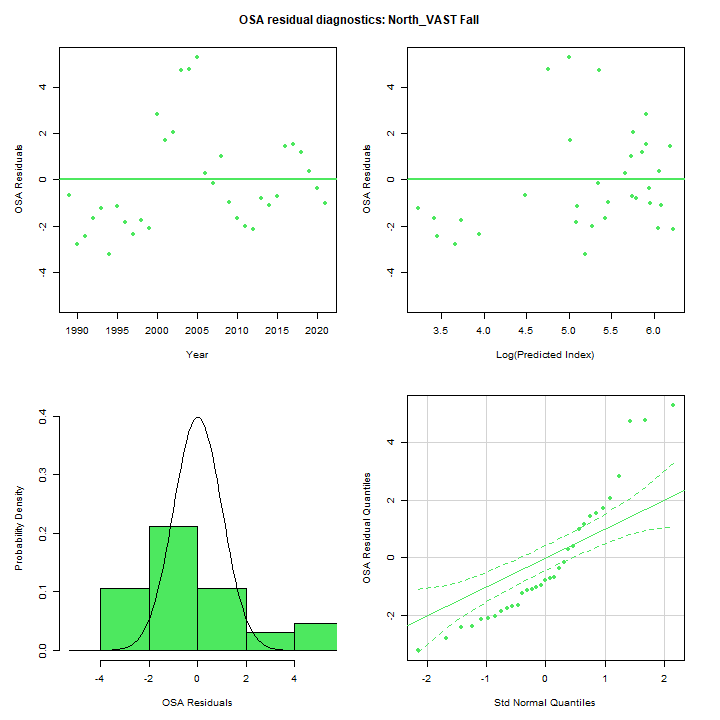 OSA residual diagnostics: North_VAST Fall
OSA Residuals
4
2
0
-2
-4
1990 1995 2000 2005 2010 2015 2020
Year
OSA Residuals
4
2
0
-2
-4
3.5 4.0 4.5 5.0 5.5 6.0
Log(Predicted Index)
Probability Density
0.4
0.3
0.2
0.1
0.0
-4 -2 0 2 4
OSA Residuals
OSA Residual Quantiles
4
2
0
-2
-2 -1 0 1 2
Std Normal Quantiles